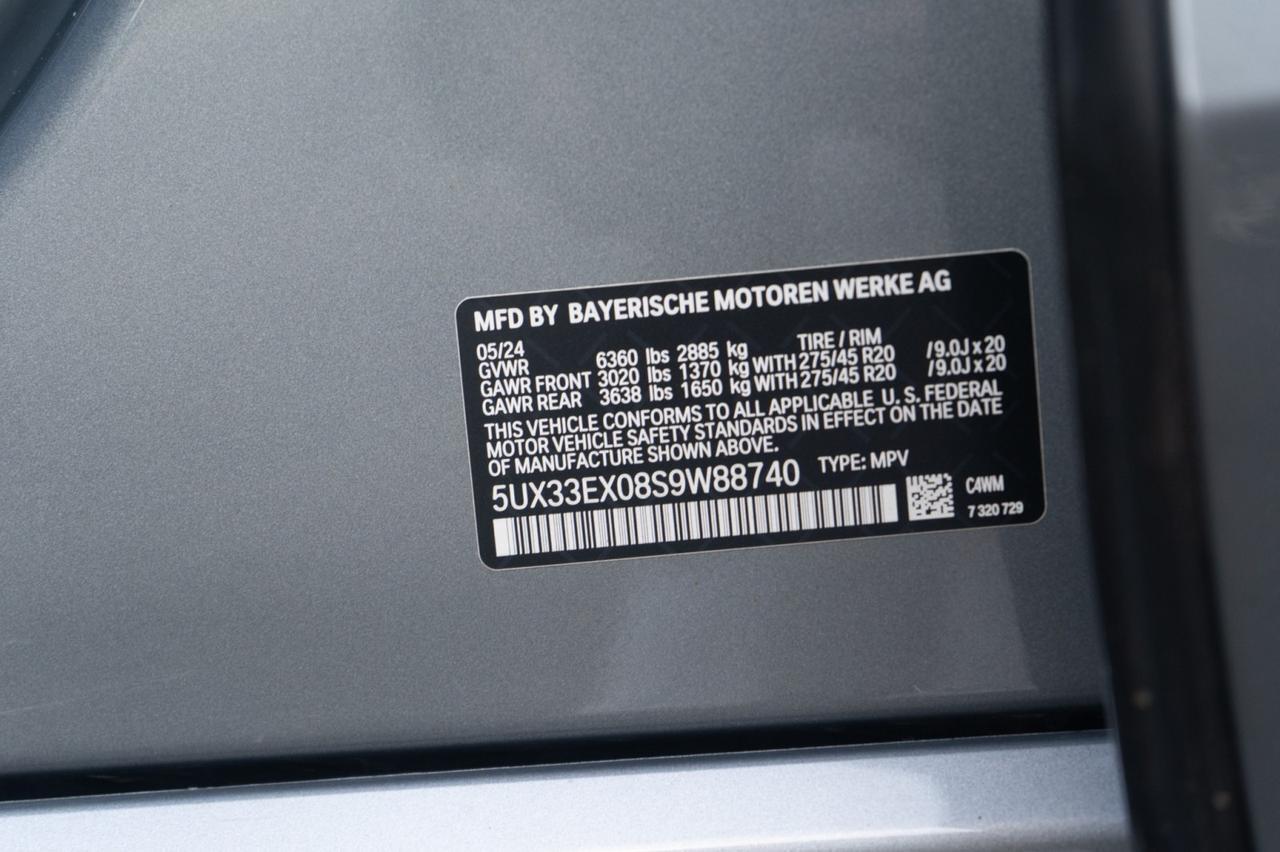 MFD BY BAYERISCHE MOTOREN WERKE AG
05/24 TIRE / RIM
GVWR 6360 lbs 2885 kg
GAWR FRONT 3020 lbs 1370 kg WITH 275/45 R20 /9.0J x 20
GAWR REAR 3638 lbs 1650 kg WITH 275/45 R20 /9.0J x 20
THIS VEHICLE CONFORMS TO ALL APPLICABLE U. S. FEDERAL
MOTOR VEHICLE SAFETY STANDARDS IN EFFECT ON THE DATE
OF MANUFACTURE SHOWN ABOVE.
5UX33EX08S9W88740 TYPE: MPV
C4WM
7 320 729